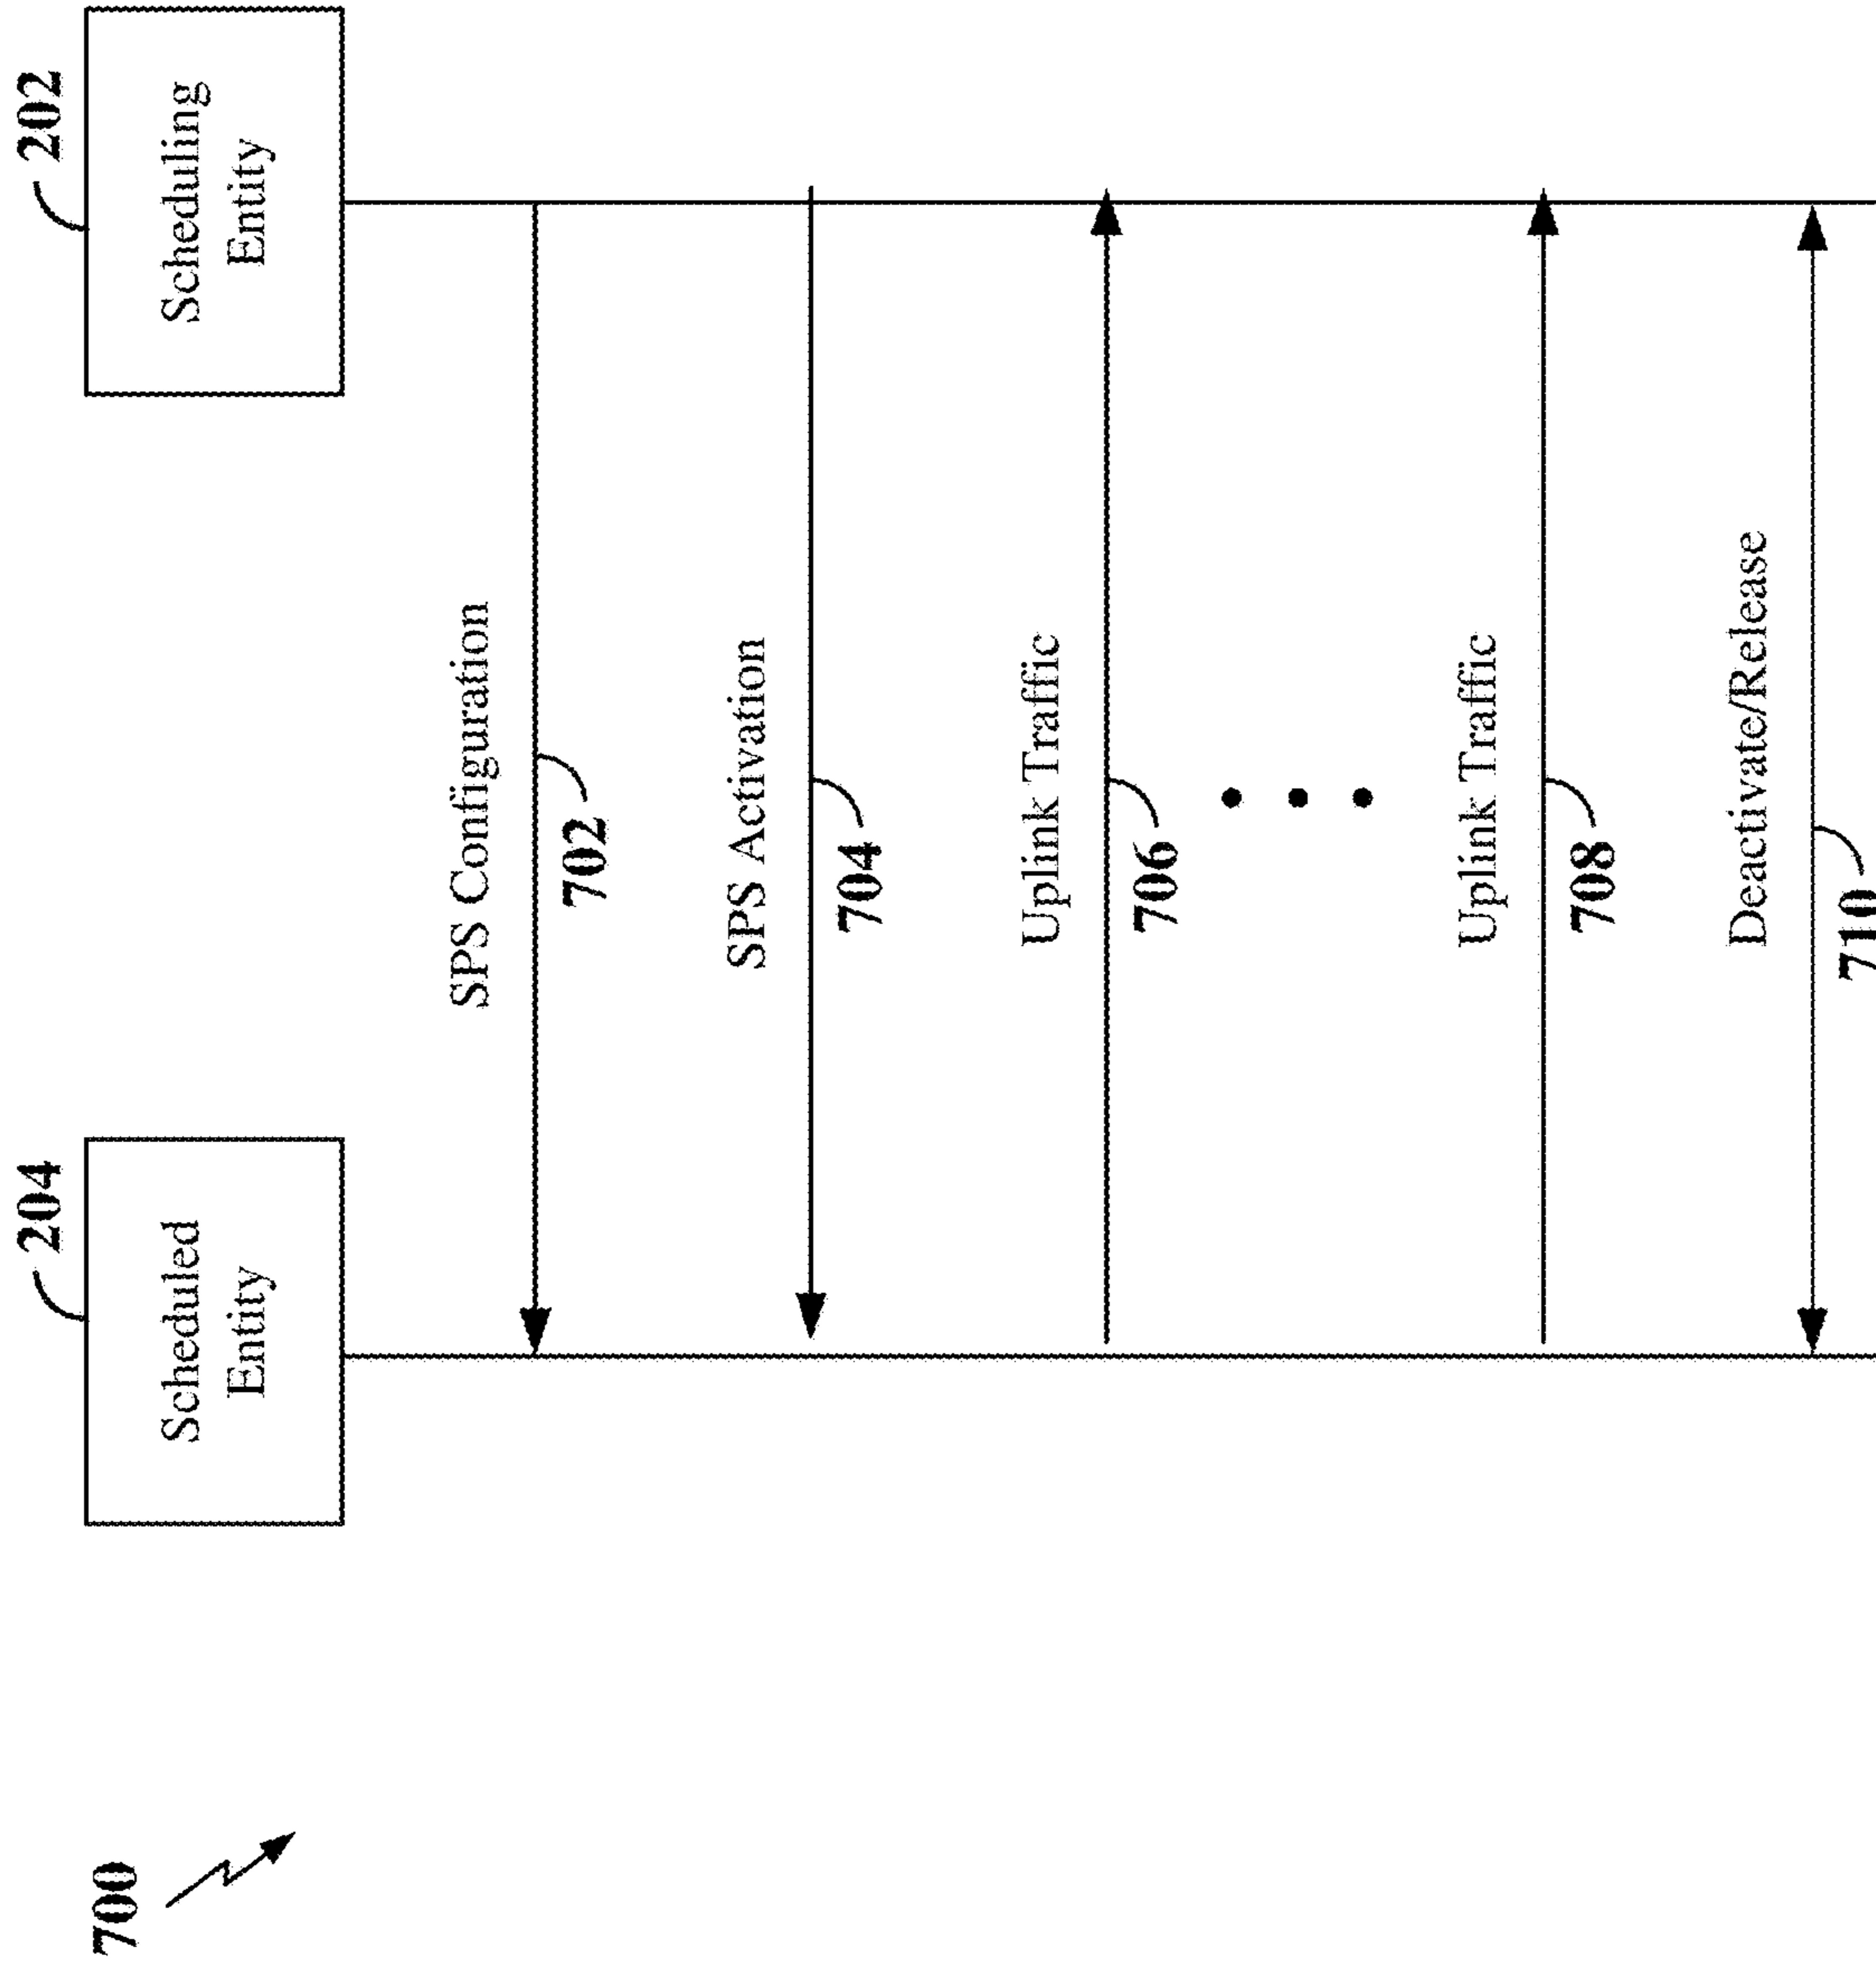 700
204
Scheduled
Entity
202
Scheduling
Entity
SPS Configuration
702
SPS Activation
704
Uplink Traffic
706
Uplink Traffic
708
Deactivate/Release
710